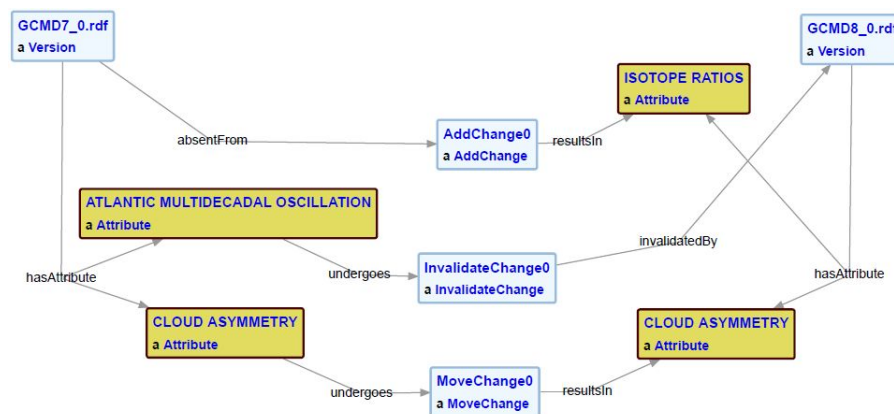 GCMD7_0.rdf
a Version
GCMD8_0.rdf
a Version
ISOTOPE RATIOS
a Attribute
absentFrom
AddChange0
a AddChange
resultsIn
ATLANTIC MULTIDECADAL OSCILLATION
a Attribute
invalidatedBy
hasAttribute
undergoes
InvalidateChange0
a InvalidateChange
hasAttribute
CLOUD ASYMMETRY
a Attribute
CLOUD ASYMMETRY
a Attribute
undergoes
MoveChange0
a MoveChange
resultsIn